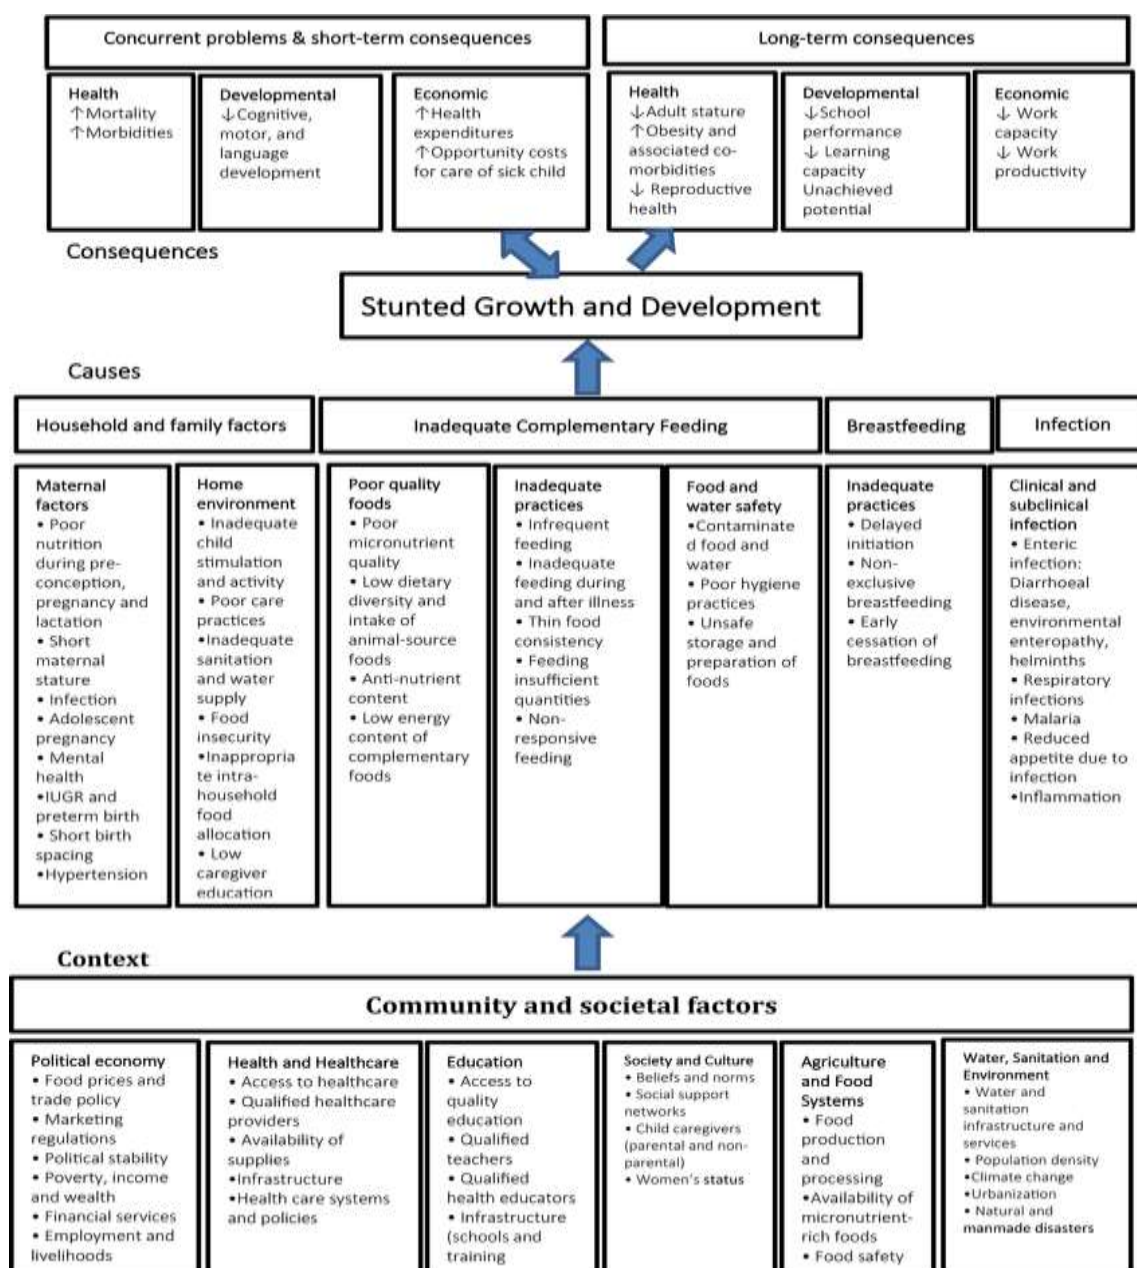 Concurrent problems & short-term consequences
Long-term consequences
Health
↑Mortality
↑Morbidities
Developmental
↓Cognitive,
motor, and
language
development
Economic
↑Health
expenditures
↑Opportunity costs
for care of sick child
Health
↓Adult stature
↑Obesity and
associated co-
morbidities
↓ Reproductive
health
Developmental
↓School
performance
↓ Learning
capacity
Unachieved
potential
Economic
↓ Work
capacity
↓ Work
productivity
Consequences
Stunted Growth and Development
Causes
Household and family factors
Inadequate Complementary Feeding
Breastfeeding
Infection
Maternal
factors
• Poor
nutrition
during pre-
conception,
pregnancy and
lactation
• Short
maternal
stature
• Infection
• Adolescent
pregnancy
• Mental
health
•IUGR and
preterm birth
• Short birth
spacing
•Hypertension
Home
environment
• Inadequate
child
stimulation
and activity
• Poor care
practices
•Inadequate
sanitation
and water
supply
• Food
insecurity
•Inappropria
te intra-
household
food
allocation
• Low
caregiver
education
Poor quality
foods
• Poor
micronutrient
quality
• Low dietary
diversity and
intake of
animal-source
foods
• Anti-nutrient
content
• Low energy
content of
complementary
foods
Inadequate
practices
• Infrequent
feeding
• Inadequate
feeding during
and after illness
• Thin food
consistency
• Feeding
insufficient
quantities
• Non-
responsive
feeding
Food and
water safety
•Contaminate
d food and
water
• Poor hygiene
practices
• Unsafe
storage and
preparation of
foods
Inadequate
practices
• Delayed
initiation
• Non-
exclusive
breastfeeding
• Early
cessation of
breastfeeding
Clinical and
subclinical
infection
• Enteric
infection:
Diarrhoeal
disease,
environmental
enteropathy,
helminths
• Respiratory
infections
• Malaria
• Reduced
appetite due to
infection
•Inflammation
Context
Community and societal factors
Political economy
• Food prices and
trade policy
• Marketing
regulations
• Political stability
• Poverty, income
and wealth
• Financial services
• Employment and
livelihoods
Health and Healthcare
• Access to healthcare
• Qualified healthcare
providers
• Availability of
supplies
•Infrastructure
•Health care systems
and policies
Education
• Access to
quality
education
• Qualified
teachers
• Qualified
health educators
• Infrastructure
(schools and
training
Society and Culture
• Beliefs and norms
• Social support
networks
• Child caregivers
(parental and non-
parental)
• Women's status
Agriculture
and Food
Systems
• Food
production
and
processing
•Availability of
micronutrient-
rich foods
• Food safety
Water, Sanitation and
Environment
• Water and
sanitation
infrastructure and
services
• Population density
•Climate change
•Urbanization
• Natural and
manmade disasters